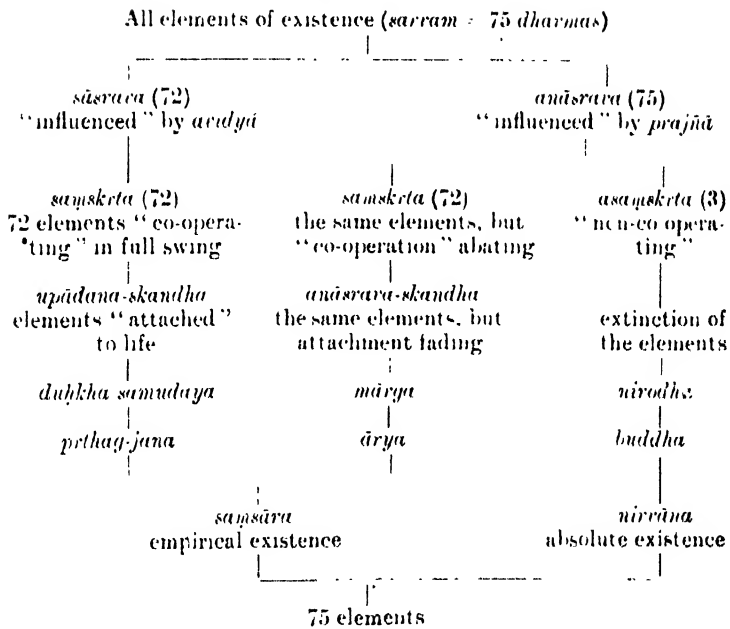 All elements of existence (sarvam = 75 dharmas)
sāsrava (72)
“influenced” by avidyā
anāsrava (75)
“influenced” by prajñā
saṃskṛta (72)
72 elements “co-opera-
ting” in full swing
saṃskṛta (72)
the same elements, but
“co-operation” abating
asaṃskṛta (3)
“non-co opera-
ting”
upādana-skandha
elements “attached”
to life
anāsrava-skandha
the same elements, but
attachment fading
extinction of
the elements
duḥkha samudaya
mārga
nirodha
pṛthag-jana
ārya
buddha
saṃsāra
empirical existence
nirvāna
absolute existence
75 elements